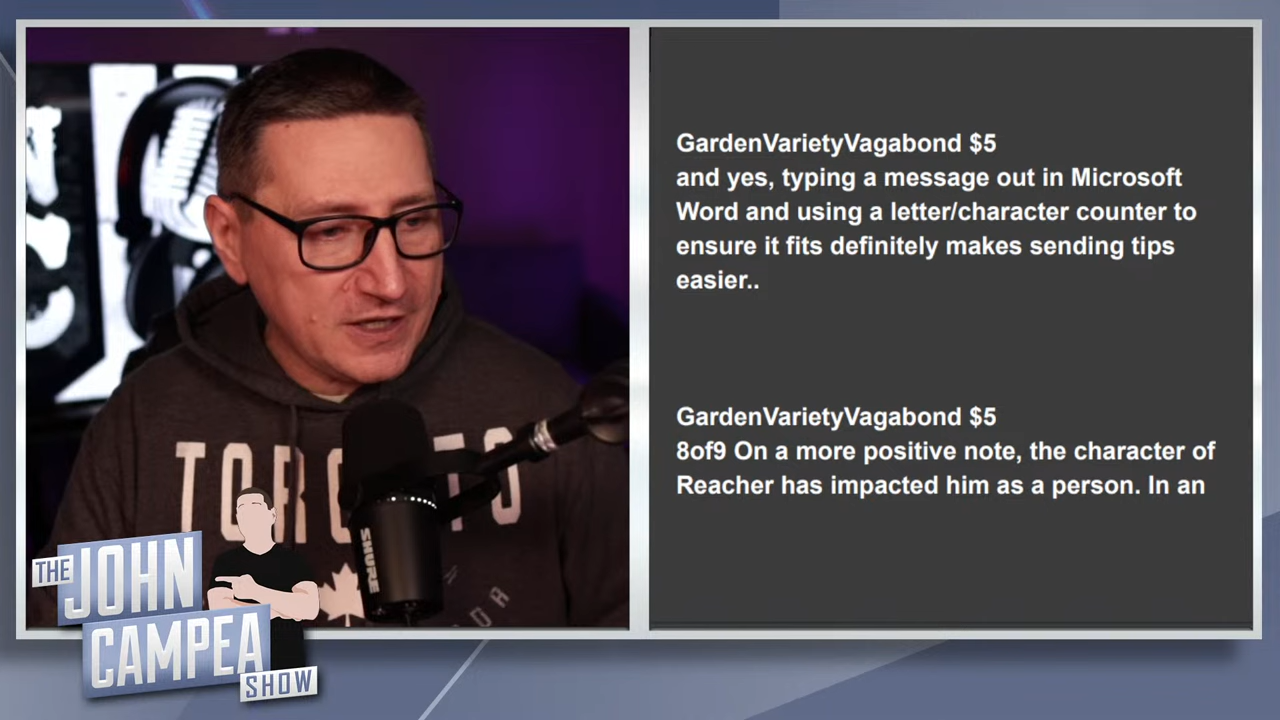 GardenVarietyVagabond $5
and yes, typing a message out in Microsoft
Word and using a letter/character counter to
ensure it fits definitely makes sending tips
easier..
GardenVarietyVagabond $5
8of9 On a more positive note, the character of
Reacher has impacted him as a person. In an
SHURE
THE
JOHN
CAMPEA
SHOW